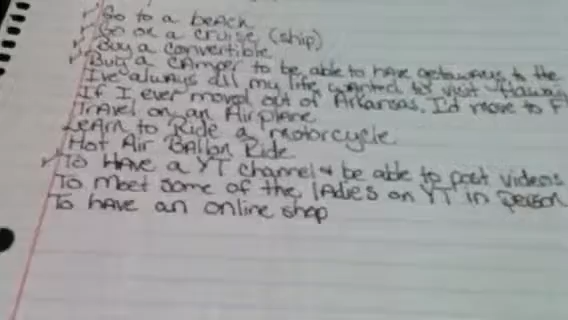 ✓ Go to a beach
✓ Go on a cruise (ship)
✓ Buy a convertible
✓ Buy a camper to be able to have getaways to the
I've always all my life wanted to visit Hawaii
If I ever moved out of Arkansas, I'd move to F
Travel on an Airplane
Learn to Ride a motorcycle
Hot Air Ballon Ride
✓ To Have a YT channel & be able to post videos
To meet some of the ladies on YT in person
To have an online shop